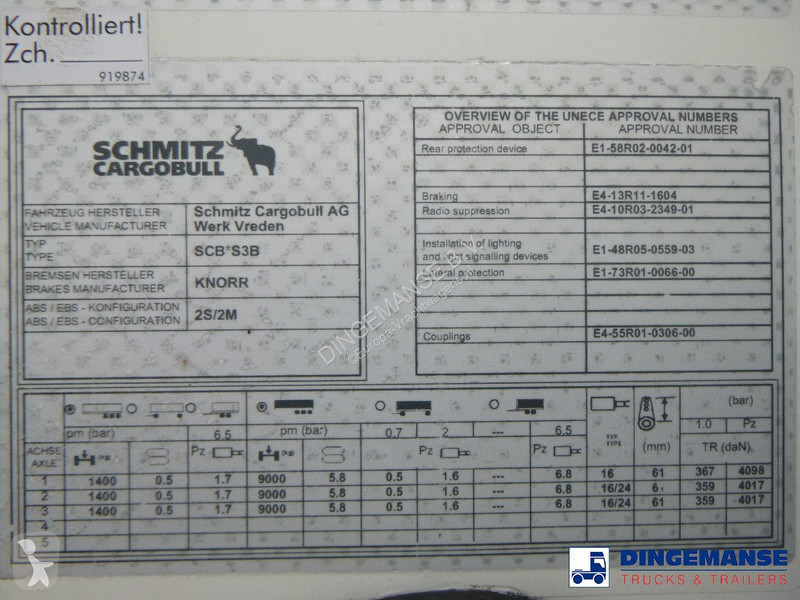 Kontrolliert!
Zch.
919874
SCHMITZ
CARGOBULL
FAHRZEUG HERSTELLER
VEHICLE MANUFACTURER
Schmitz Cargobull AG
Werk Vreden
TYP
TYPE
SCB*S3B
BREMSEN HERSTELLER
BRAKES MANUFACTURER
KNORR
ABS / EBS - KONFIGURATION
ABS / EBS - CONFIGURATION
2S/2M
OVERVIEW OF THE UNECE APPROVAL NUMBERS
APPROVAL OBJECT APPROVAL NUMBER
Rear protection device E1-58R02-0042-01
Braking E4-13R11-1604
Radio suppression E4-10R03-2349-01
Installation of lighting
and light signalling devices E1-48R05-0559-03
Lateral protection E1-73R01-0066-00
Couplings E4-55R01-0306-00
(bar)
pm (bar) 6.5 pm (bar) 0,7 2 --- 6.5 1.0 Pz
ACHSE
AXLE
(kg) Pz (kg) Pz Pz TYP
TYPE (mm) TR (daN)
1 1400 0.5 1.7 9000 5.8 0.5 1.6 --- 6.8 16 61 367 4098
2 1400 0.5 1.7 9000 5.8 0.5 1.6 --- 6.8 16/24 6 359 4017
3 1400 0.5 1.7 9000 5.8 0.5 1.6 --- 6.8 16/24 61 359 4017
4
5
DINGEMANSE BV
DINGEMANSE
TRUCKS & TRAILERS